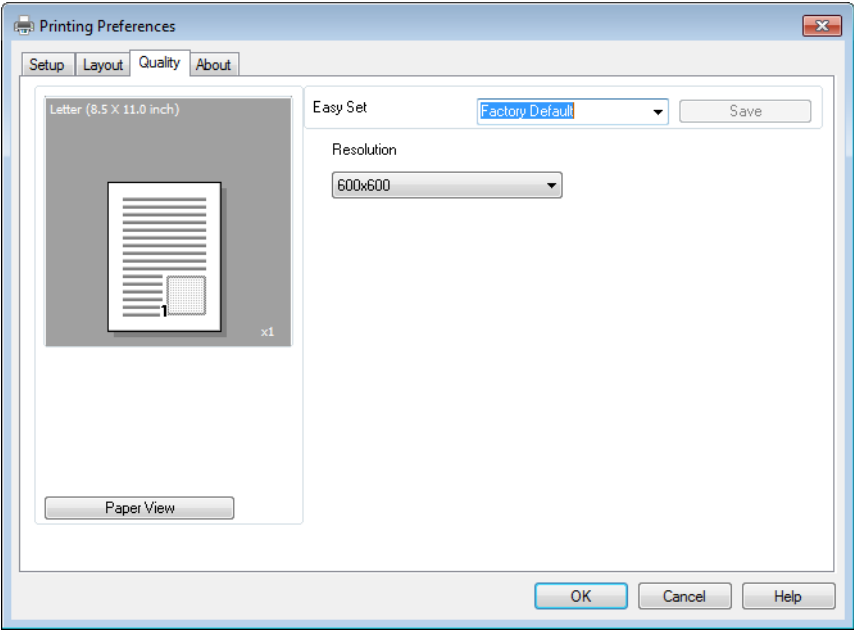 Printing Preferences
Setup Layout Quality About
Letter (8.5 X 11.0 inch)
1
x1
Paper View
Easy Set Factory Default Save
Resolution
600x600
OK Cancel Help